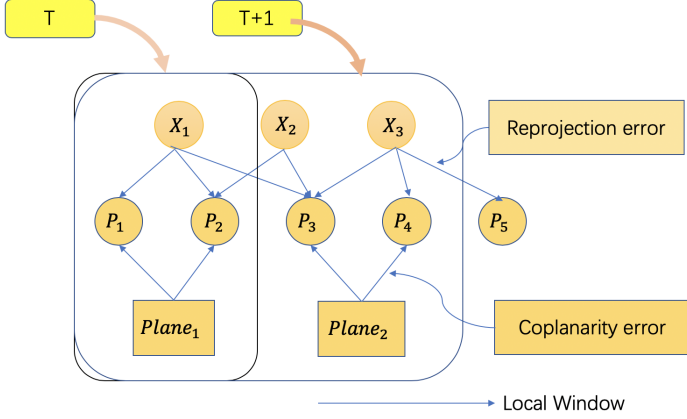 T
T+1
X₁
X₂
X₃
Reprojection error
P₁
P₂
P₃
P₄
P₅
Plane₁
Plane₂
Coplanarity error
Local Window